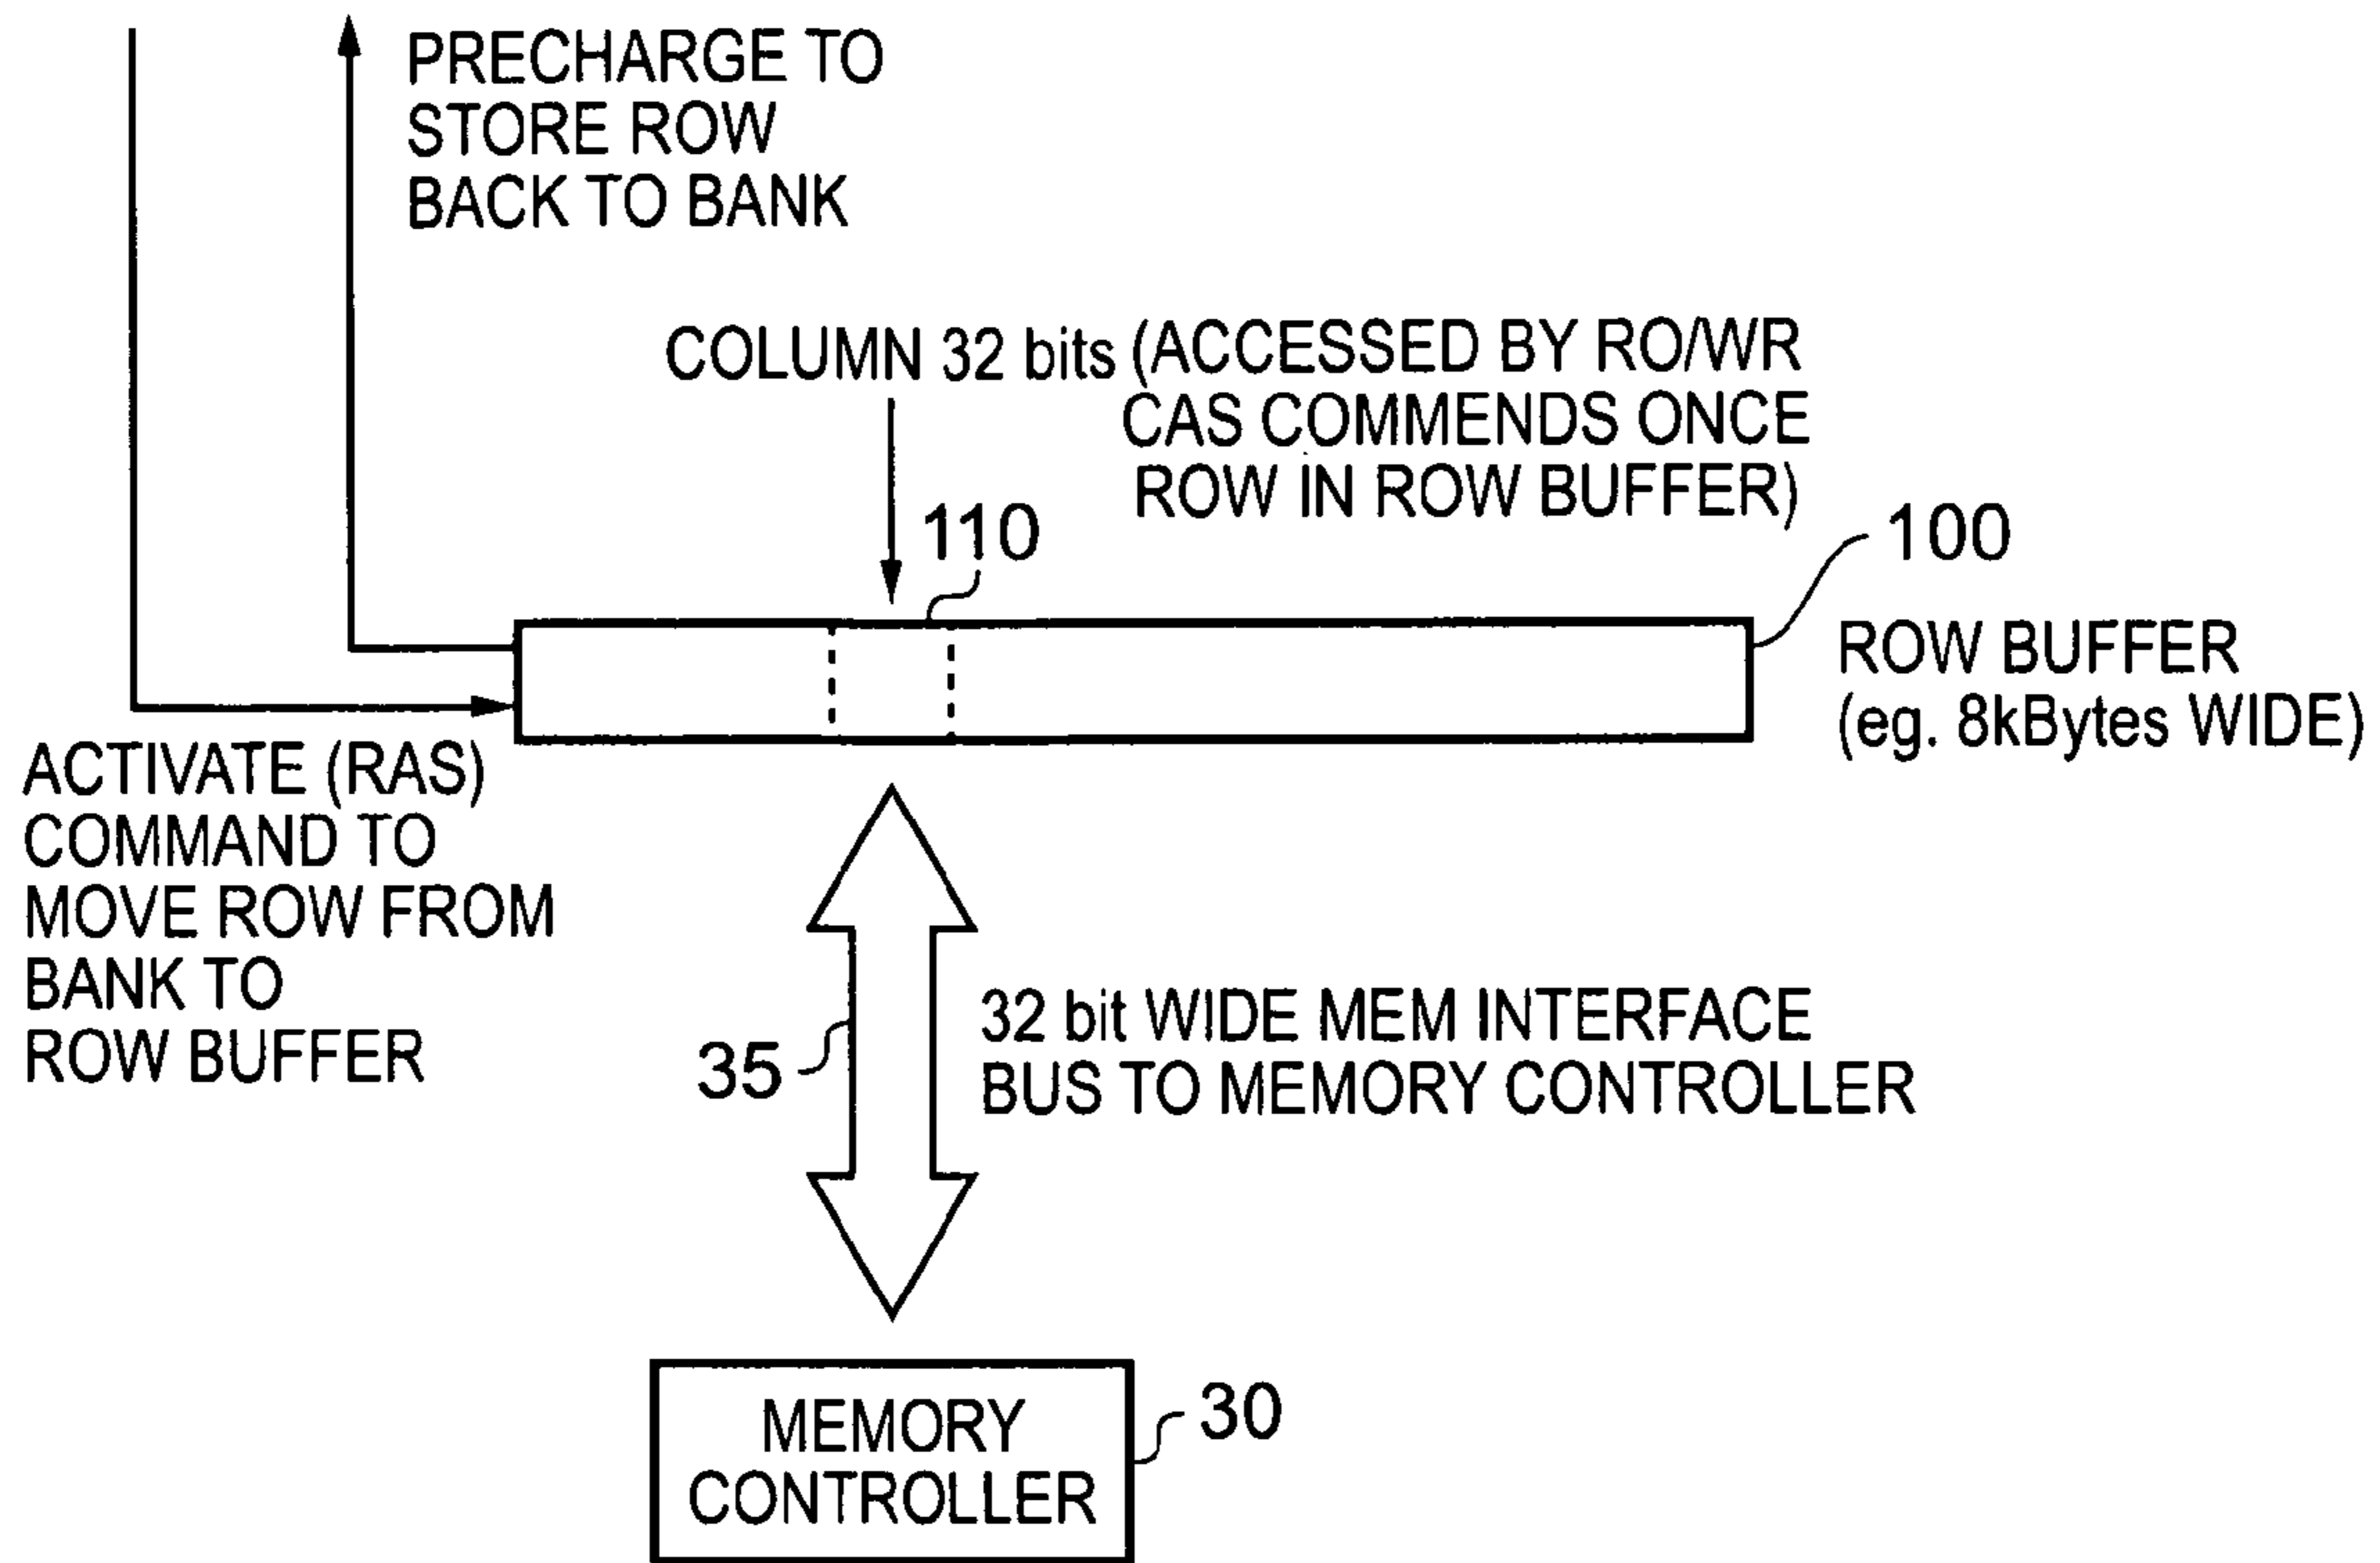 PRECHARGE TO
STORE ROW
BACK TO BANK
COLUMN 32 bits (ACCESSED BY RO/WR
CAS COMMENDS ONCE
ROW IN ROW BUFFER)
110
100
ROW BUFFER
(eg. 8kBytes WIDE)
ACTIVATE (RAS)
COMMAND TO
MOVE ROW FROM
BANK TO
ROW BUFFER
35
32 bit WIDE MEM INTERFACE
BUS TO MEMORY CONTROLLER
MEMORY
CONTROLLER
30